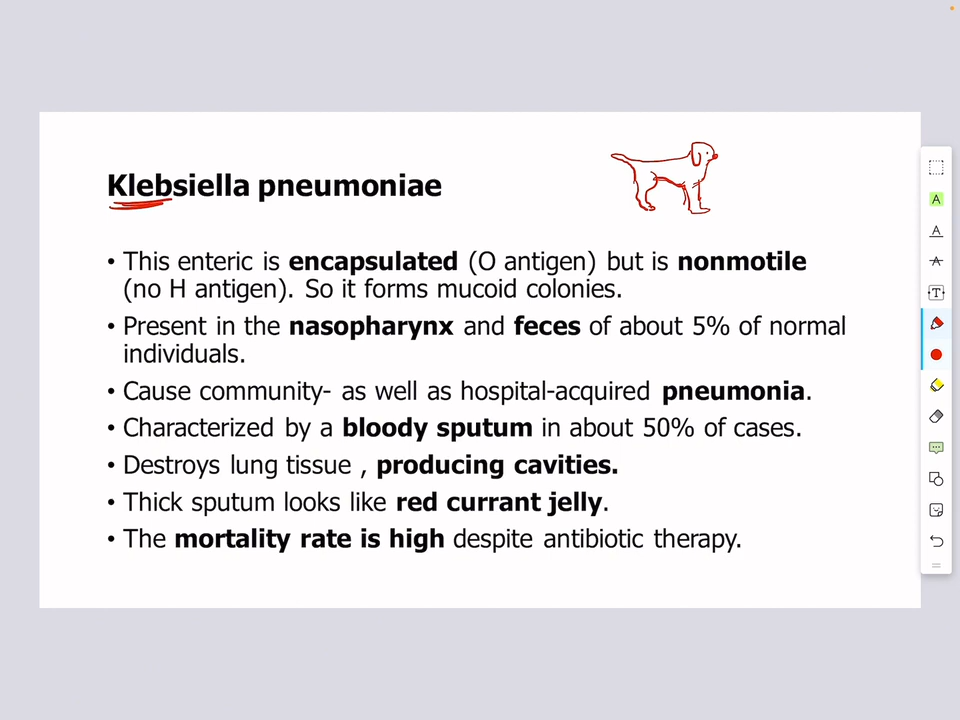 Klebsiella pneumoniae
• This enteric is encapsulated (O antigen) but is nonmotile
(no H antigen). So it forms mucoid colonies.
• Present in the nasopharynx and feces of about 5% of normal
individuals.
• Cause community- as well as hospital-acquired pneumonia.
• Characterized by a bloody sputum in about 50% of cases.
• Destroys lung tissue , producing cavities.
• Thick sputum looks like red currant jelly.
• The mortality rate is high despite antibiotic therapy.
A
A
A
T